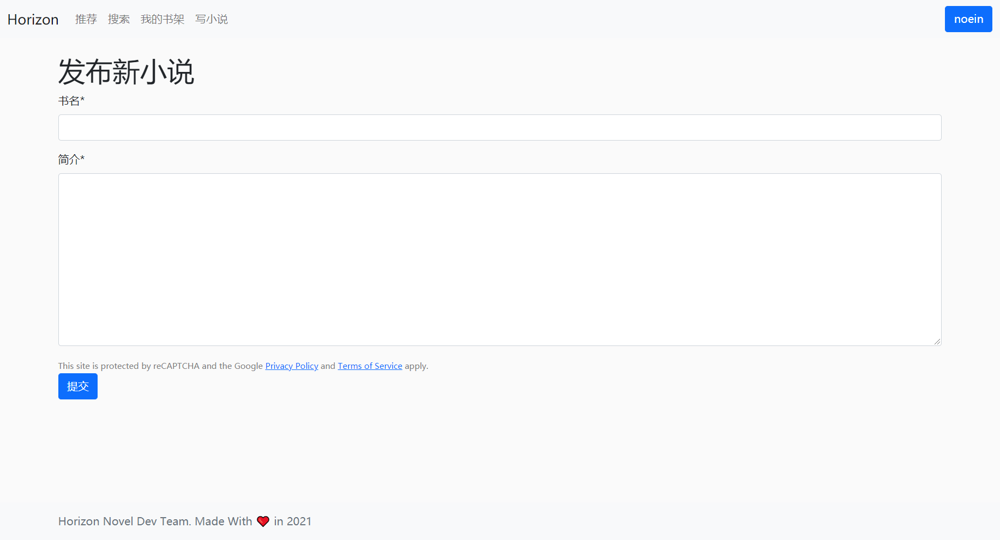 Horizon 推荐 搜索 我的书架 写小说 noein
发布新小说
书名*
简介*
This site is protected by reCAPTCHA and the Google Privacy Policy and Terms of Service apply.
提交
Horizon Novel Dev Team. Made With ❤️ in 2021